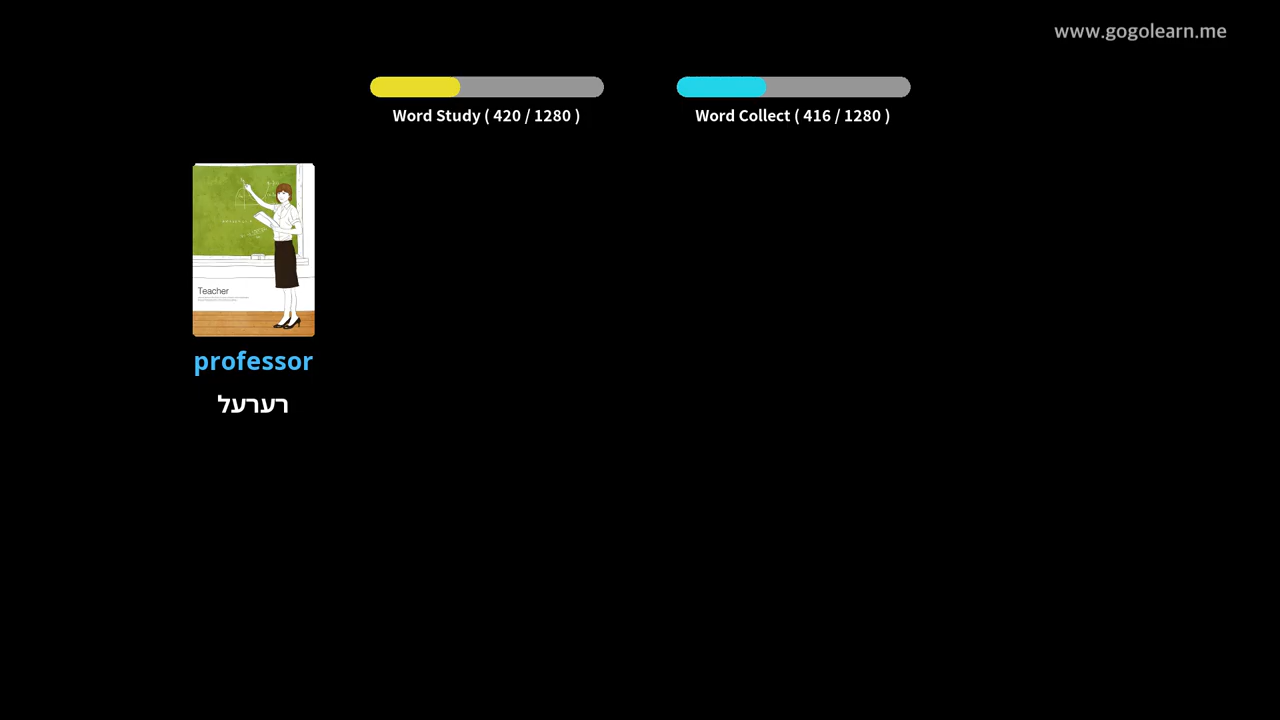 www.gogolearn.me
Word Study ( 420 / 1280 )
Word Collect ( 416 / 1280 )
Teacher
professor
רערעל